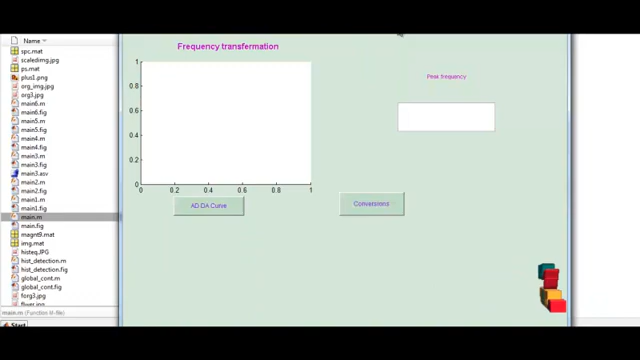 Name
spc.mat
scaledimg.jpg
ps.mat
plus1.png
org_img.jpg
org3.jpg
main6.m
main6.fig
main5.m
main5.fig
main4.m
main4.fig
main3.m
main3.fig
main3.asv
main2.m
main2.fig
main1.m
main1.fig
main.m
main.fig
magnt9.mat
img.mat
histeq.JPG
hist_detection.m
hist_detection.fig
global_cont.m
global_cont.fig
forg3.jpg
main.m (Function M-file)
Start
Frequency transfermation
1
0.8
0.6
0.4
0.2
0
0 0.2 0.4 0.6 0.8 1
AD-DA Curve
Peak frequency
Conversions